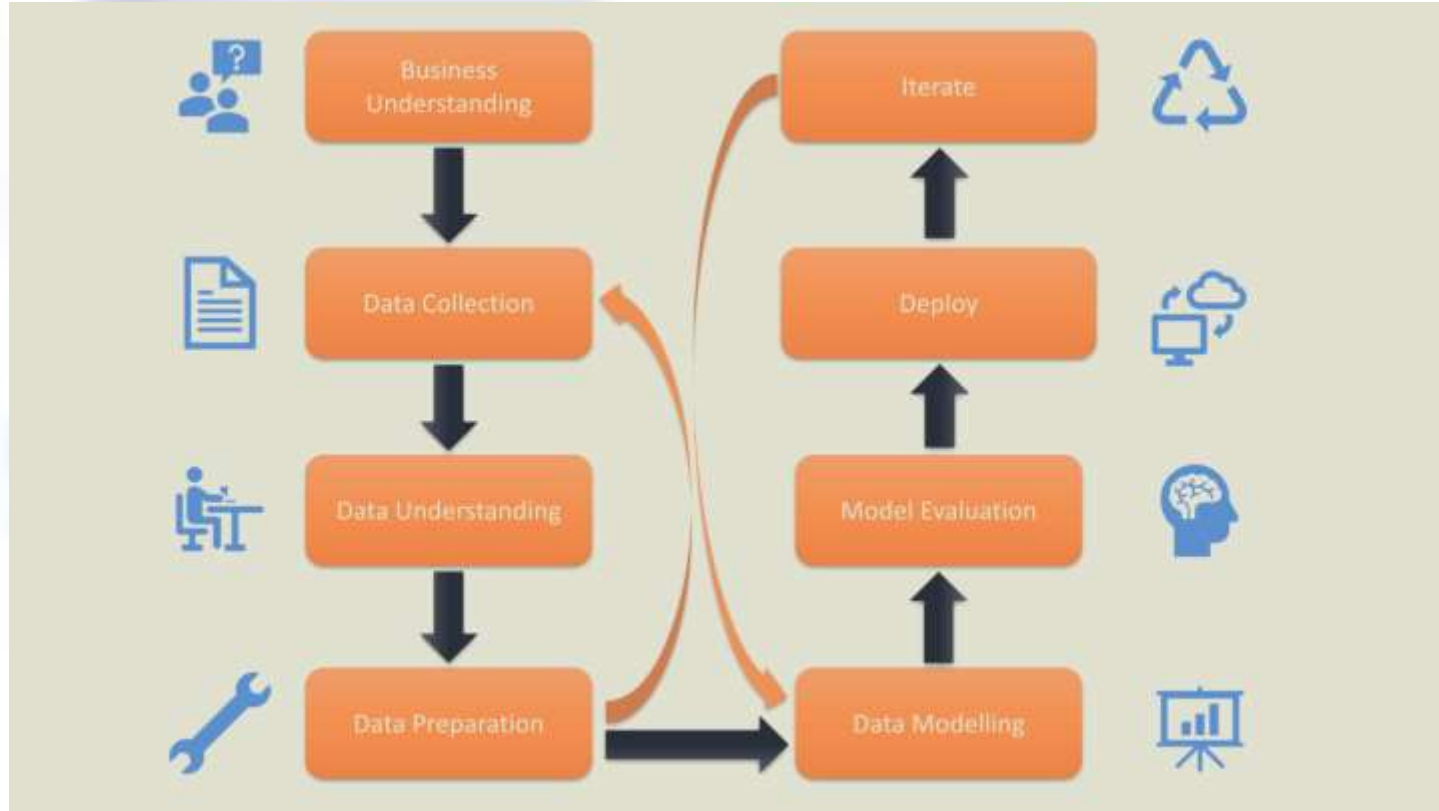 Business
Understanding
Data Collection
Data Understanding
Data Preparation
Data Modelling
Model Evaluation
Deploy
Iterate
?